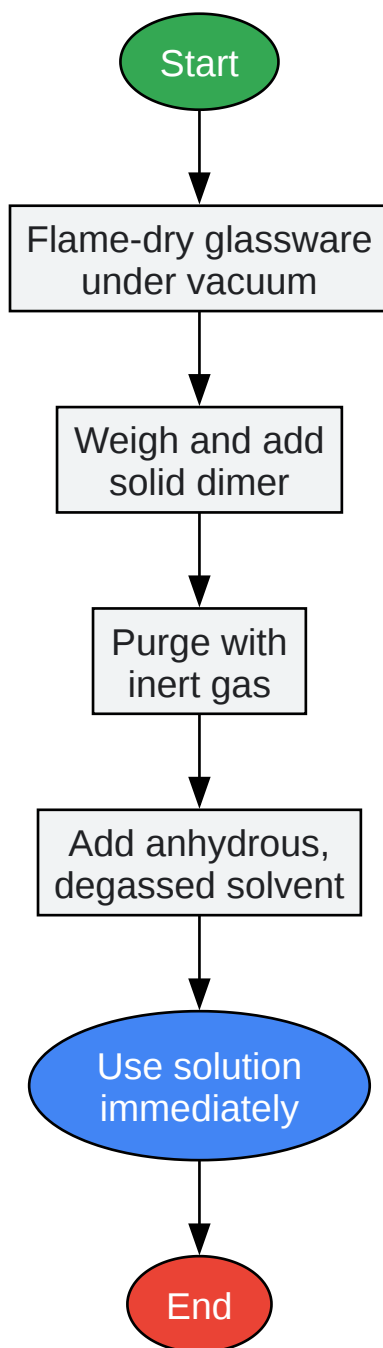 Start
Flame-dry glassware
under vacuum
Weigh and add
solid dimer
Purge with
inert gas
Add anhydrous,
degassed solvent
Use solution
immediately
End